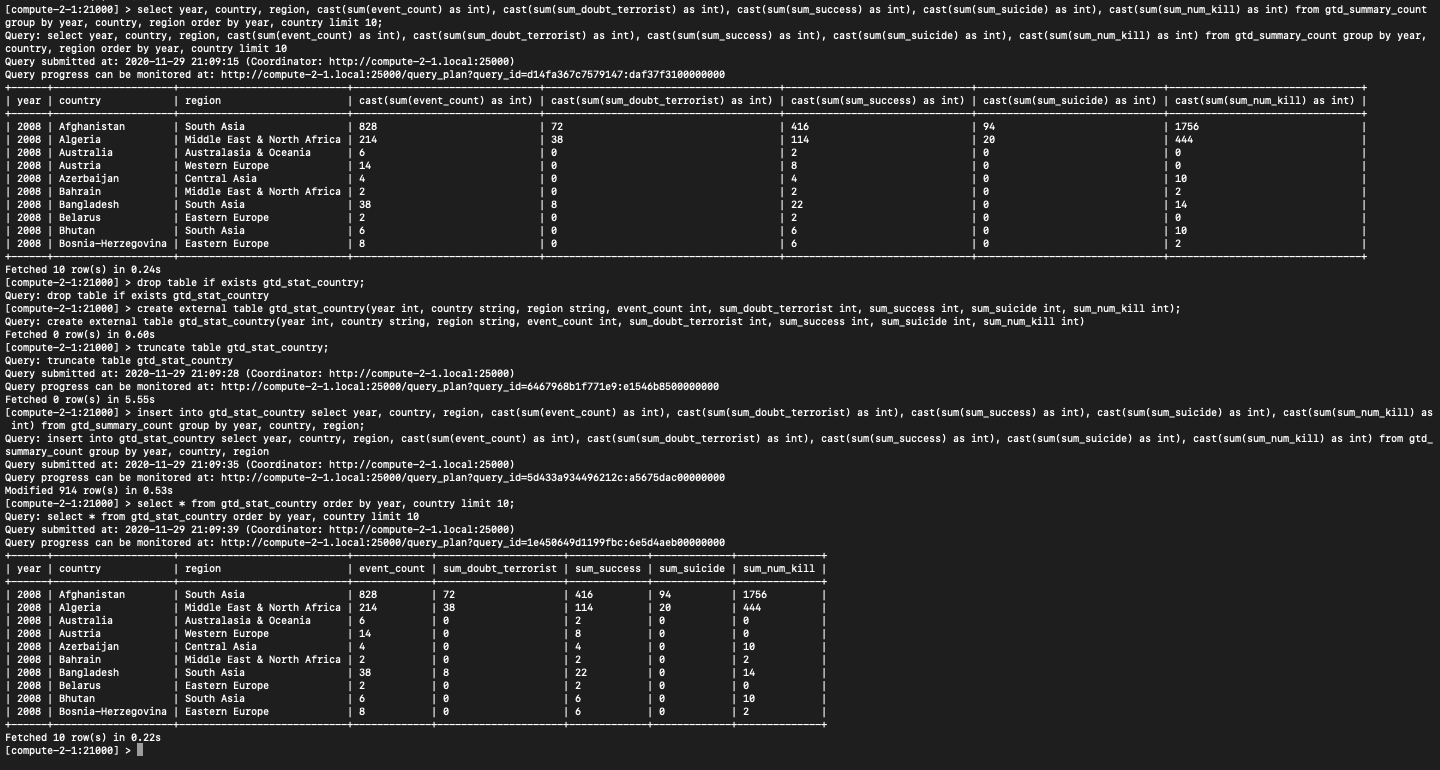 [compute-2-1:21000] > select year, country, region, cast(sum(event_count) as int), cast(sum(sum_doubt_terrorist) as int), cast(sum(sum_success) as int), cast(sum(sum_suicide) as int), cast(sum(sum_num_kill) as int) from gtd_summary_count
group by year, country, region order by year, country limit 10;
Query: select year, country, region, cast(sum(event_count) as int), cast(sum(sum_doubt_terrorist) as int), cast(sum(sum_success) as int), cast(sum(sum_suicide) as int), cast(sum(sum_num_kill) as int) from gtd_summary_count group by year,
country, region order by year, country limit 10
Query submitted at: 2020-11-29 21:09:15 (Coordinator: http://compute-2-1.local:25000)
Query progress can be monitored at: http://compute-2-1.local:25000/query_plan?query_id=d14fa367c7579147:daf37f3100000000
| year | country | region | cast(sum(event_count) as int) | cast(sum(sum_doubt_terrorist) as int) | cast(sum(sum_success) as int) | cast(sum(sum_suicide) as int) | cast(sum(sum_num_kill) as int) |
| 2008 | Afghanistan | South Asia | 828 | 72 | 416 | 94 | 1756 |
| 2008 | Algeria | Middle East & North Africa | 214 | 38 | 114 | 20 | 444 |
| 2008 | Australia | Australasia & Oceania | 6 | 0 | 2 | 0 | 0 |
| 2008 | Austria | Western Europe | 14 | 0 | 8 | 0 | 0 |
| 2008 | Azerbaijan | Central Asia | 4 | 0 | 4 | 0 | 10 |
| 2008 | Bahrain | Middle East & North Africa | 2 | 0 | 2 | 0 | 2 |
| 2008 | Bangladesh | South Asia | 38 | 8 | 22 | 0 | 14 |
| 2008 | Belarus | Eastern Europe | 2 | 0 | 2 | 0 | 0 |
| 2008 | Bhutan | South Asia | 6 | 0 | 6 | 0 | 10 |
| 2008 | Bosnia-Herzegovina | Eastern Europe | 8 | 0 | 6 | 0 | 2 |
Fetched 10 row(s) in 0.24s
[compute-2-1:21000] > drop table if exists gtd_stat_country;
Query: drop table if exists gtd_stat_country
[compute-2-1:21000] > create external table gtd_stat_country(year int, country string, region string, event_count int, sum_doubt_terrorist int, sum_success int, sum_suicide int, sum_num_kill int);
Query: create external table gtd_stat_country(year int, country string, region string, event_count int, sum_doubt_terrorist int, sum_success int, sum_suicide int, sum_num_kill int)
Fetched 0 row(s) in 0.60s
[compute-2-1:21000] > truncate table gtd_stat_country;
Query: truncate table gtd_stat_country
Query submitted at: 2020-11-29 21:09:28 (Coordinator: http://compute-2-1.local:25000)
Query progress can be monitored at: http://compute-2-1.local:25000/query_plan?query_id=6467968b1f771e9:e1546b8500000000
Fetched 0 row(s) in 5.55s
[compute-2-1:21000] > insert into gtd_stat_country select year, country, region, cast(sum(event_count) as int), cast(sum(sum_doubt_terrorist) as int), cast(sum(sum_success) as int), cast(sum(sum_suicide) as int), cast(sum(sum_num_kill) as
int) from gtd_summary_count group by year, country, region;
Query: insert into gtd_stat_country select year, country, region, cast(sum(event_count) as int), cast(sum(sum_doubt_terrorist) as int), cast(sum(sum_success) as int), cast(sum(sum_suicide) as int), cast(sum(sum_num_kill) as int) from gtd_
summary_count group by year, country, region
Query submitted at: 2020-11-29 21:09:35 (Coordinator: http://compute-2-1.local:25000)
Query progress can be monitored at: http://compute-2-1.local:25000/query_plan?query_id=5d433a934496212c:a5675dac00000000
Modified 914 row(s) in 0.53s
[compute-2-1:21000] > select * from gtd_stat_country order by year, country limit 10;
Query: select * from gtd_stat_country order by year, country limit 10
Query submitted at: 2020-11-29 21:09:39 (Coordinator: http://compute-2-1.local:25000)
Query progress can be monitored at: http://compute-2-1.local:25000/query_plan?query_id=1e450649d1199fbc:6e5d4aeb00000000
| year | country | region | event_count | sum_doubt_terrorist | sum_success | sum_suicide | sum_num_kill |
| 2008 | Afghanistan | South Asia | 828 | 72 | 416 | 94 | 1756 |
| 2008 | Algeria | Middle East & North Africa | 214 | 38 | 114 | 20 | 444 |
| 2008 | Australia | Australasia & Oceania | 6 | 0 | 2 | 0 | 0 |
| 2008 | Austria | Western Europe | 14 | 0 | 8 | 0 | 0 |
| 2008 | Azerbaijan | Central Asia | 4 | 0 | 4 | 0 | 10 |
| 2008 | Bahrain | Middle East & North Africa | 2 | 0 | 2 | 0 | 2 |
| 2008 | Bangladesh | South Asia | 38 | 8 | 22 | 0 | 14 |
| 2008 | Belarus | Eastern Europe | 2 | 0 | 2 | 0 | 0 |
| 2008 | Bhutan | South Asia | 6 | 0 | 6 | 0 | 10 |
| 2008 | Bosnia-Herzegovina | Eastern Europe | 8 | 0 | 6 | 0 | 2 |
Fetched 10 row(s) in 0.22s
[compute-2-1:21000] >